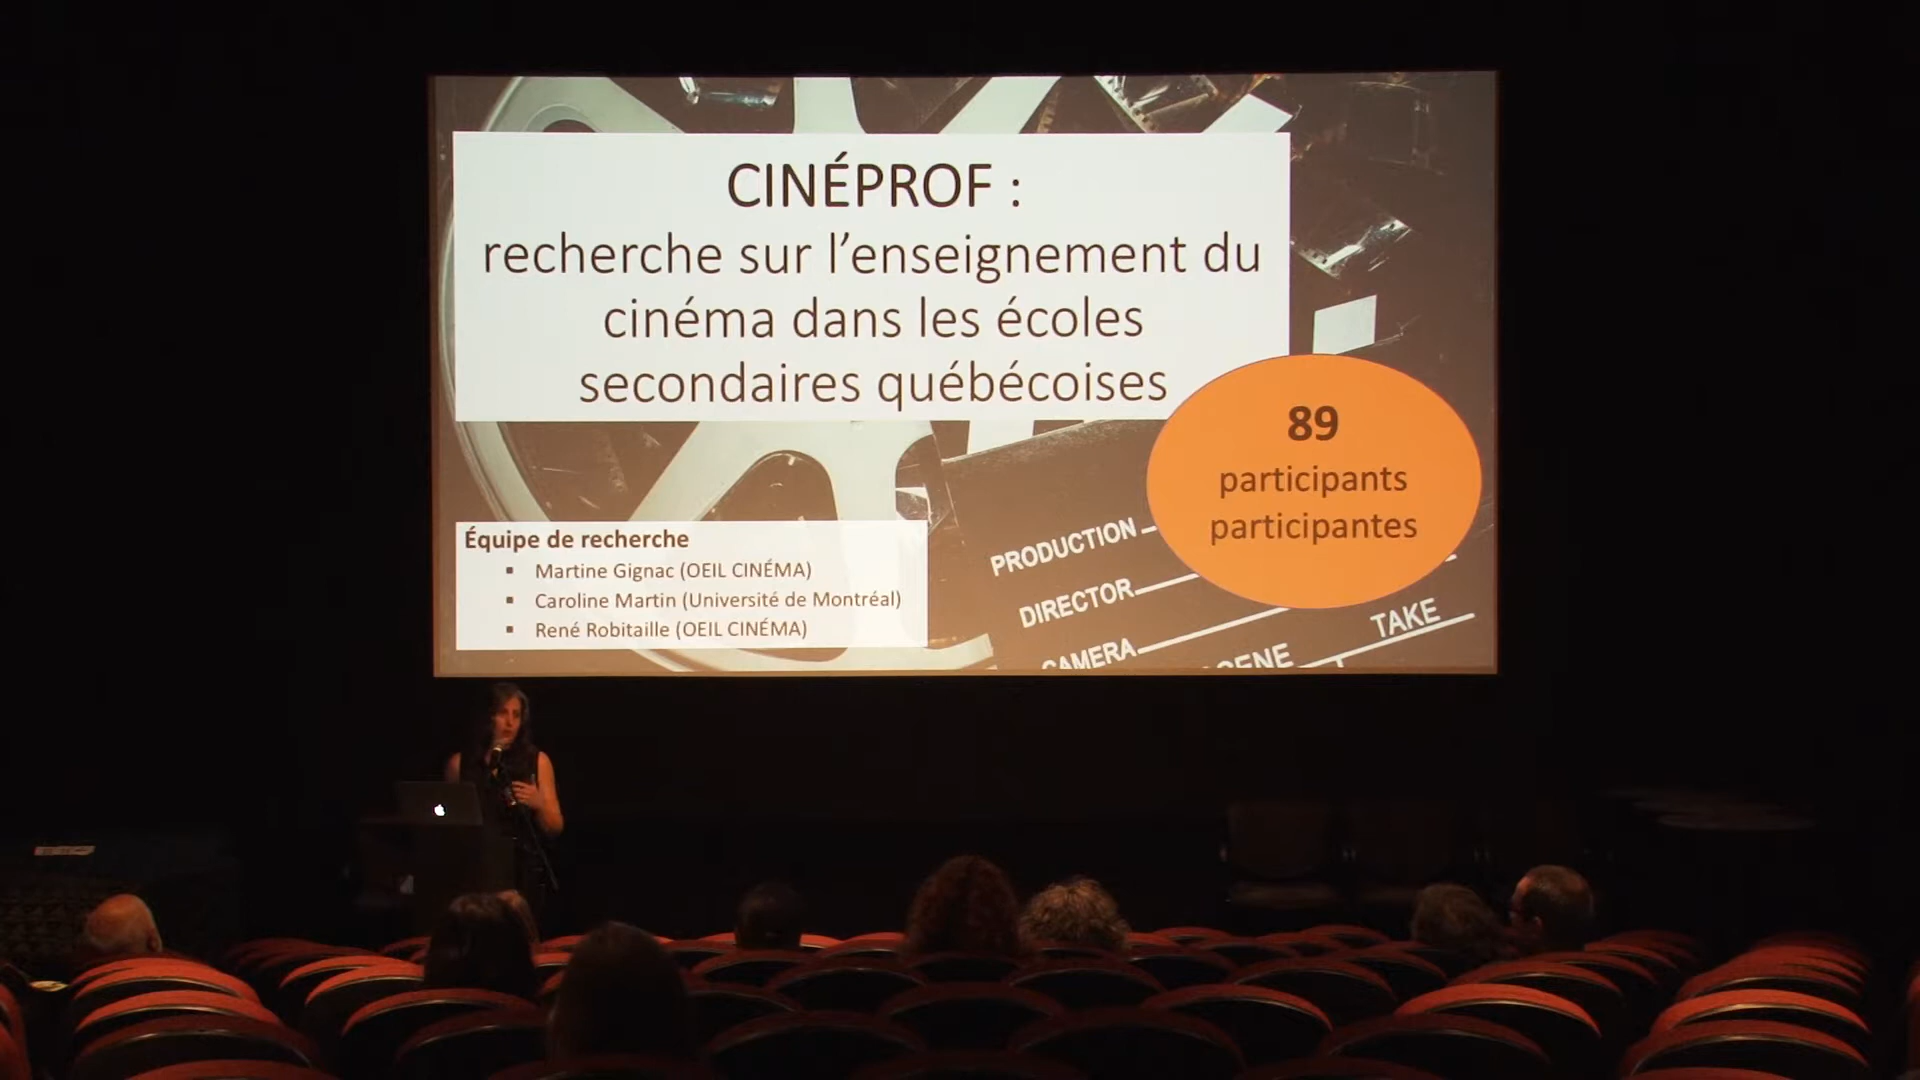 CINÉPROF :
recherche sur l’enseignement du
cinéma dans les écoles
secondaires québécoises
89
participants
participantes
Équipe de recherche
▪ Martine Gignac (OEIL CINÉMA)
▪ Caroline Martin (Université de Montréal)
▪ René Robitaille (OEIL CINÉMA)
PRODUCTION
DIRECTOR
CAMERA
TAKE